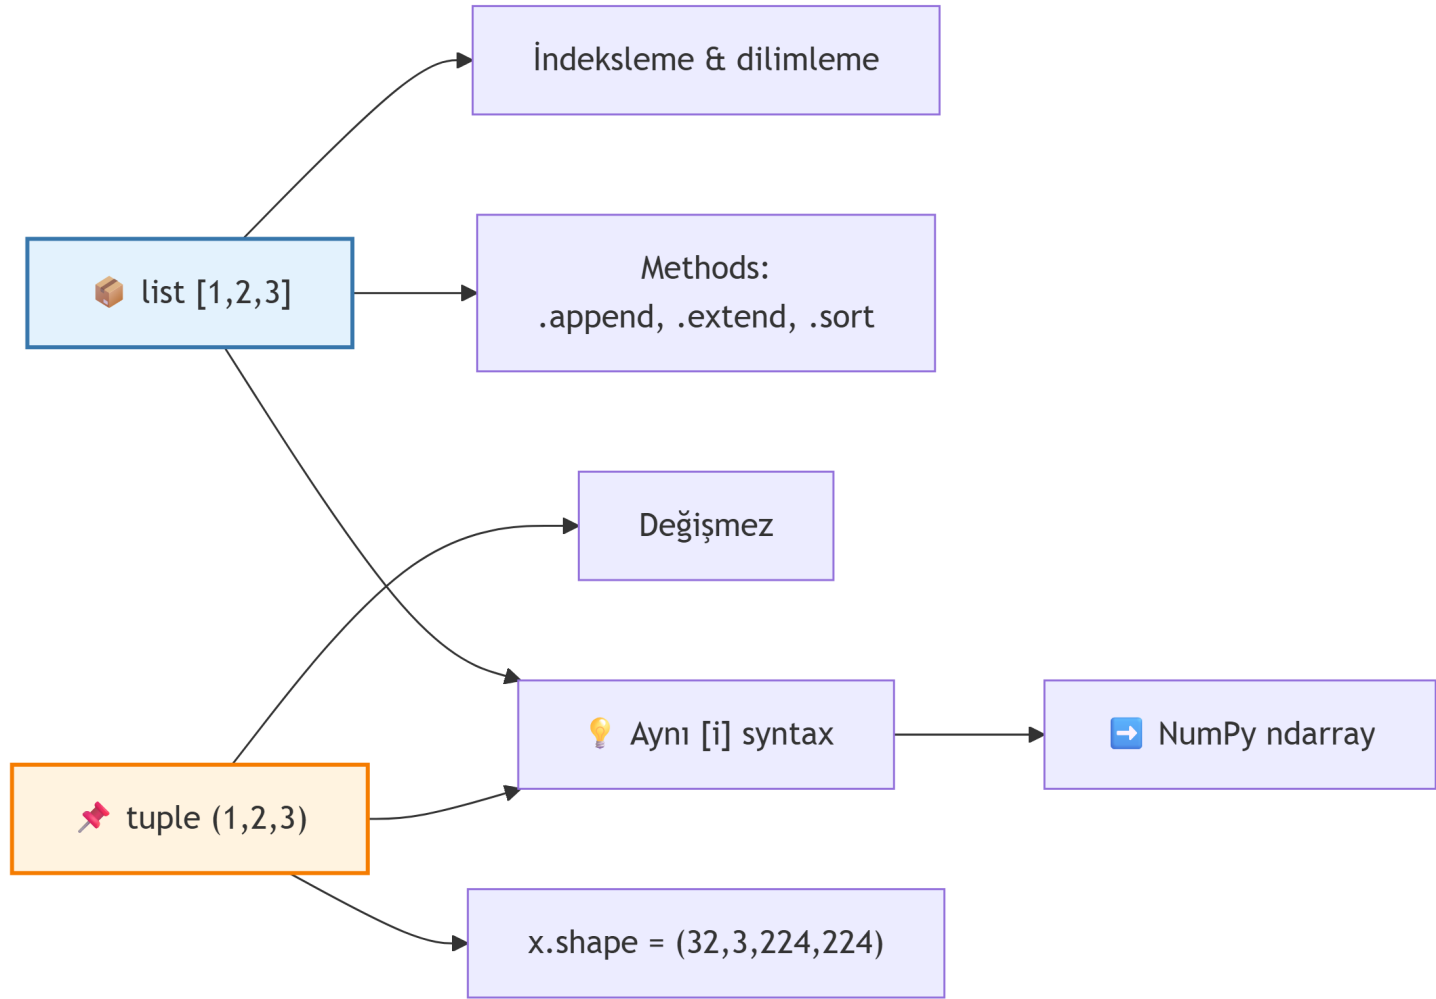 İndeksleme & dilimleme
📦 list [1,2,3]
Methods:
.append, .extend, .sort
Değişmez
💡 Aynı [i] syntax
➡️ NumPy ndarray
📌 tuple (1,2,3)
x.shape = (32,3,224,224)